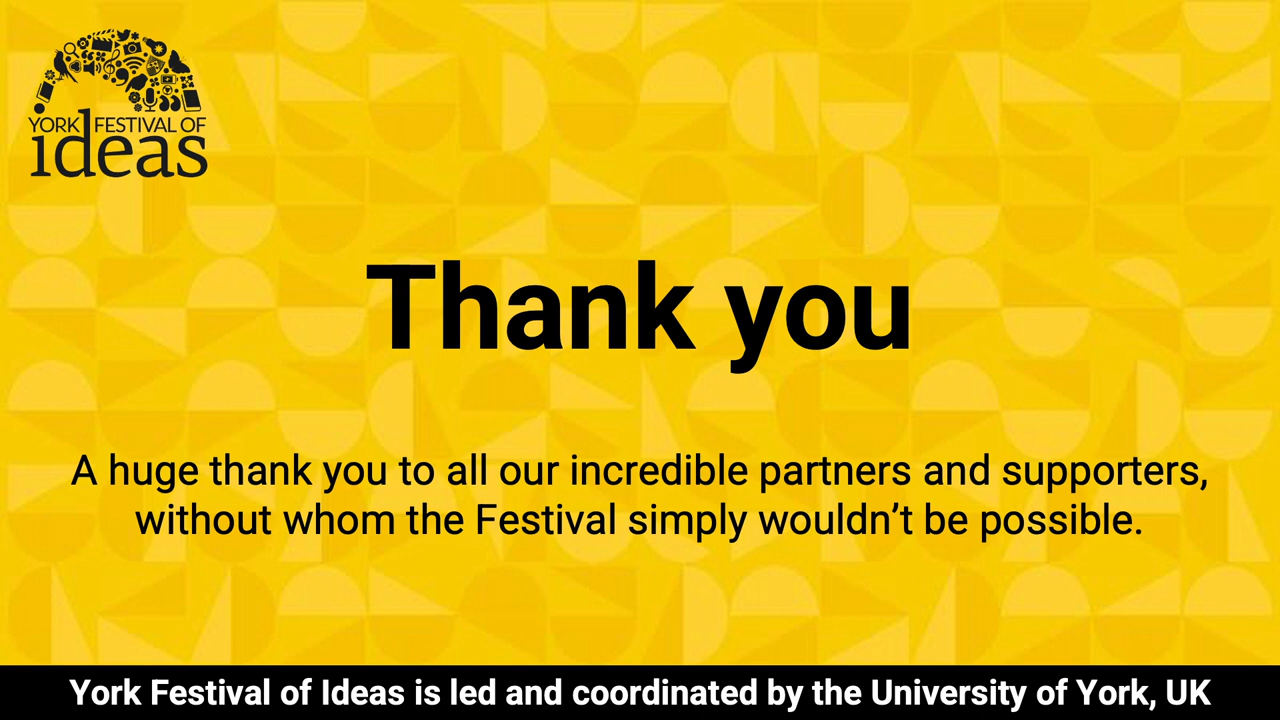 YORK FESTIVAL OF
ideas
Thank you
A huge thank you to all our incredible partners and supporters,
without whom the Festival simply wouldn’t be possible.
York Festival of Ideas is led and coordinated by the University of York, UK